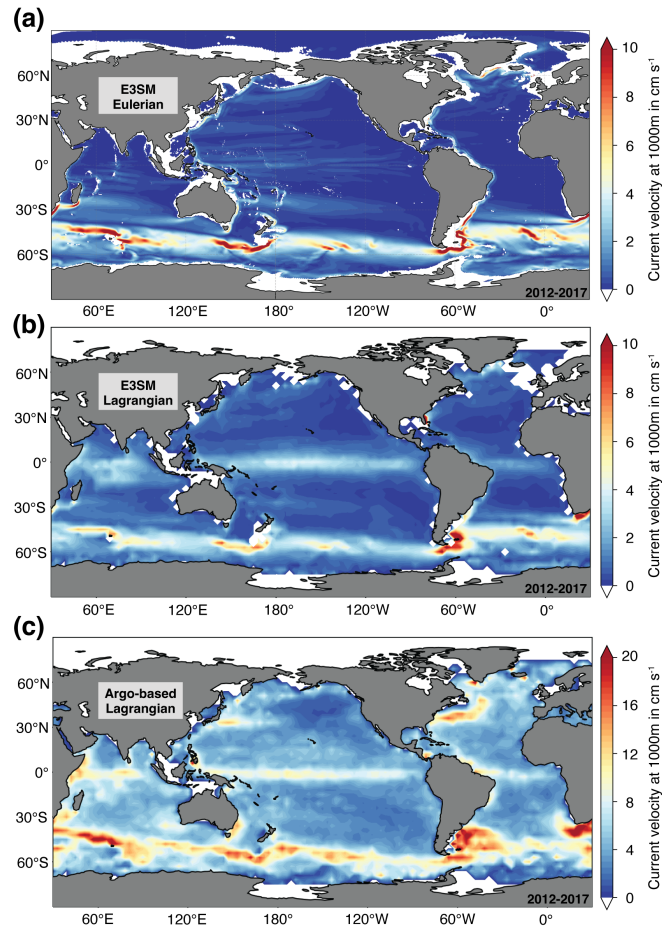 (a)
E3SM
Eulerian
60°N
30°N
0°
30°S
60°S
60°E
120°E
180°
120°W
60°W
0°
2012-2017
10
8
6
4
2
0
Current velocity at 1000m in cm s⁻¹
(b)
E3SM
Lagrangian
60°N
30°N
0°
30°S
60°S
60°E
120°E
180°
120°W
60°W
0°
2012-2017
10
8
6
4
2
0
Current velocity at 1000m in cm s⁻¹
(c)
Argo-based
Lagrangian
60°N
30°N
0°
30°S
60°S
60°E
120°E
180°
120°W
60°W
0°
2012-2017
20
16
12
8
4
0
Current velocity at 1000m in cm s⁻¹